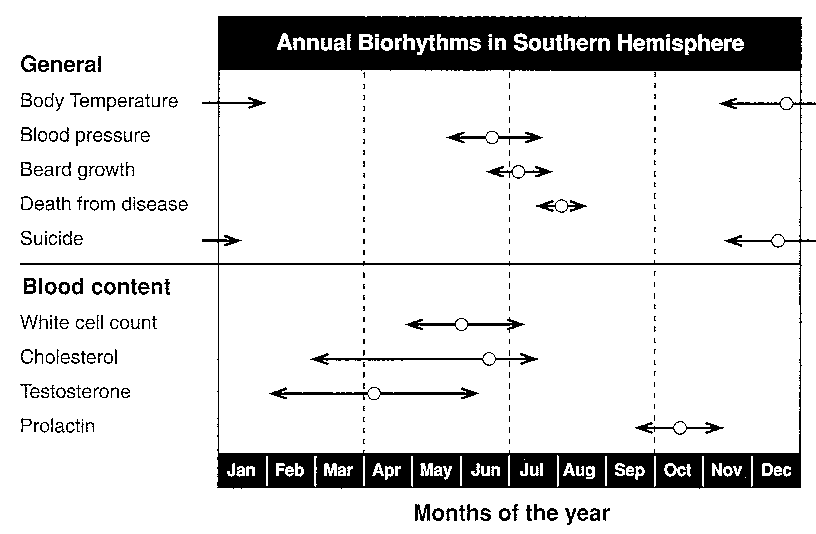 Annual Biorhythms in Southern Hemisphere
General
Body Temperature
Blood pressure
Beard growth
Death from disease
Suicide
Blood content
White cell count
Cholesterol
Testosterone
Prolactin
Jan Feb Mar Apr May Jun Jul Aug Sep Oct Nov Dec
Months of the year